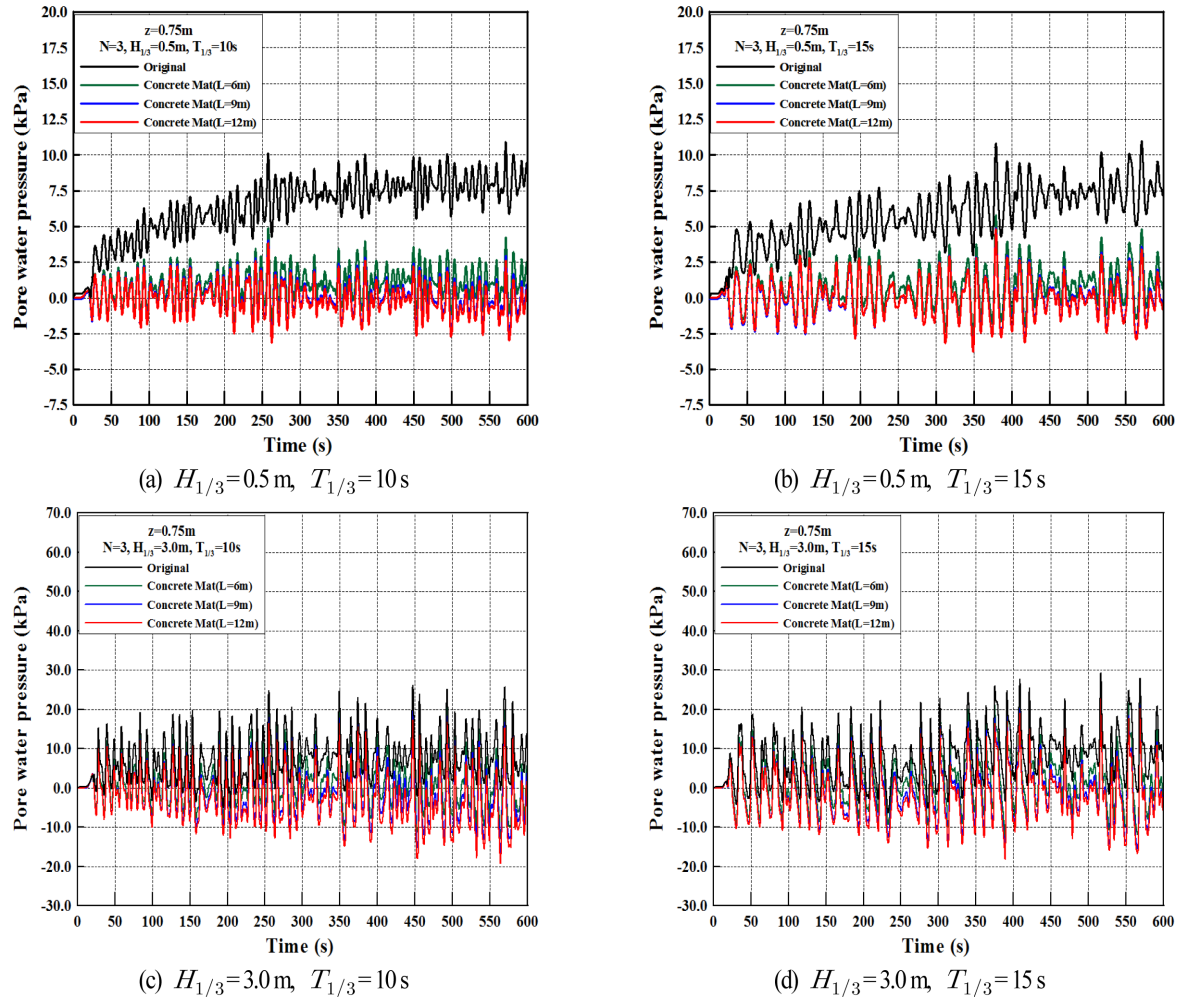 z=0.75m
N=3, H1/3=0.5m, T1/3=10s
Original
Concrete Mat(L=6m)
Concrete Mat(L=9m)
Concrete Mat(L=12m)
Pore water pressure (kPa)
20.0
17.5
15.0
12.5
10.0
7.5
5.0
2.5
0.0
-2.5
-5.0
-7.5
0 50 100 150 200 250 300 350 400 450 500 550 600
Time (s)
(a) H1/3=0.5 m, T1/3=10 s
z=0.75m
N=3, H1/3=0.5m, T1/3=15s
Original
Concrete Mat(L=6m)
Concrete Mat(L=9m)
Concrete Mat(L=12m)
Pore water pressure (kPa)
20.0
17.5
15.0
12.5
10.0
7.5
5.0
2.5
0.0
-2.5
-5.0
-7.5
0 50 100 150 200 250 300 350 400 450 500 550 600
Time (s)
(b) H1/3=0.5 m, T1/3=15 s
z=0.75m
N=3, H1/3=3.0m, T1/3=10s
Original
Concrete Mat(L=6m)
Concrete Mat(L=9m)
Concrete Mat(L=12m)
Pore water pressure (kPa)
70.0
60.0
50.0
40.0
30.0
20.0
10.0
0.0
-10.0
-20.0
-30.0
0 50 100 150 200 250 300 350 400 450 500 550 600
Time (s)
(c) H1/3=3.0 m, T1/3=10 s
z=0.75m
N=3, H1/3=3.0m, T1/3=15s
Original
Concrete Mat(L=6m)
Concrete Mat(L=9m)
Concrete Mat(L=12m)
Pore water pressure (kPa)
70.0
60.0
50.0
40.0
30.0
20.0
10.0
0.0
-10.0
-20.0
-30.0
0 50 100 150 200 250 300 350 400 450 500 550 600
Time (s)
(d) H1/3=3.0 m, T1/3=15 s